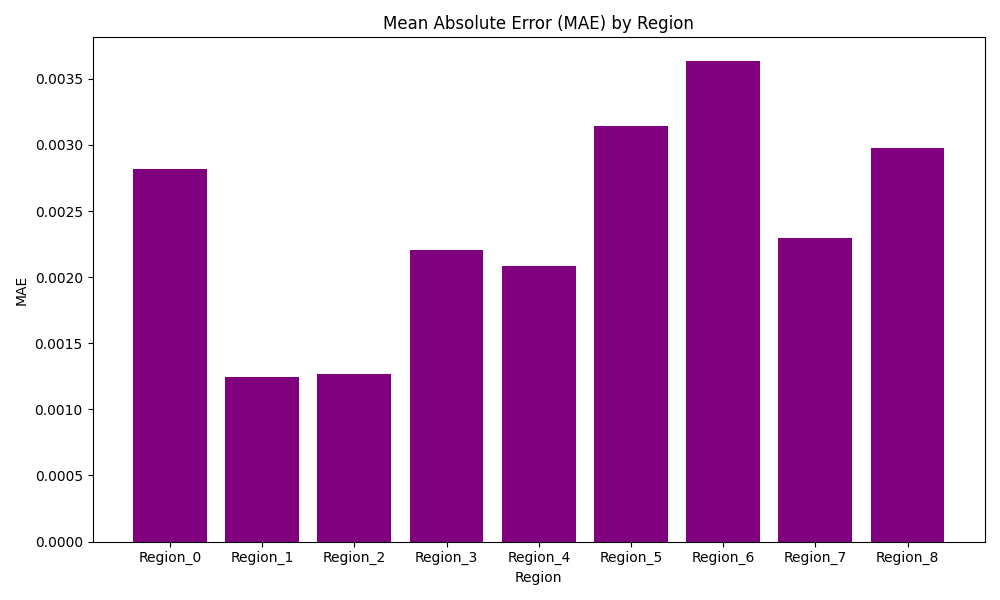 Mean Absolute Error (MAE) by Region
MAE
0.0035
0.0030
0.0025
0.0020
0.0015
0.0010
0.0005
0.0000
Region_0 Region_1 Region_2 Region_3 Region_4 Region_5 Region_6 Region_7 Region_8
Region